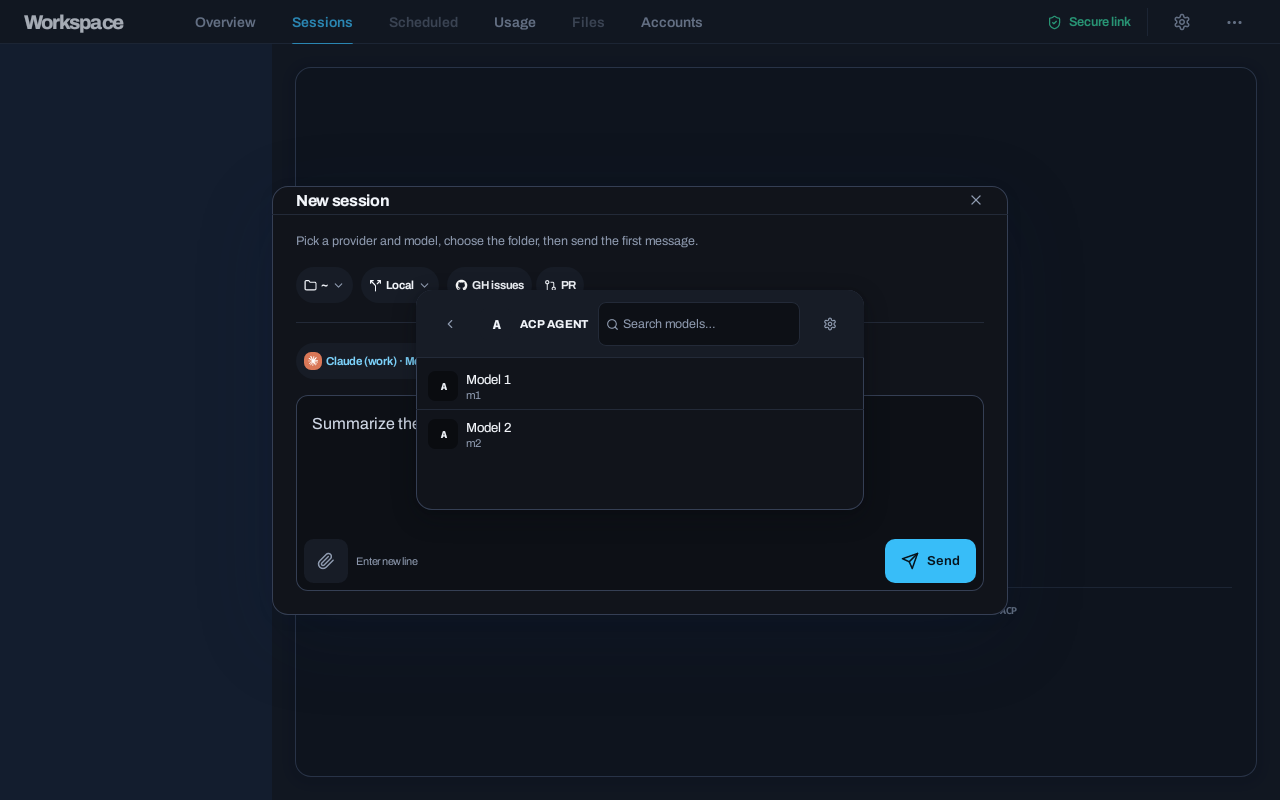 Workspace Overview Sessions Scheduled Usage Files Accounts Secure link
New session
Pick a provider and model, choose the folder, then send the first message.
~ Local GH issues PR
A ACP AGENT Search models...
Claude (work) ·
A Model 1
m1
Summarize the
A Model 2
m2
Enter new line Send
ACP